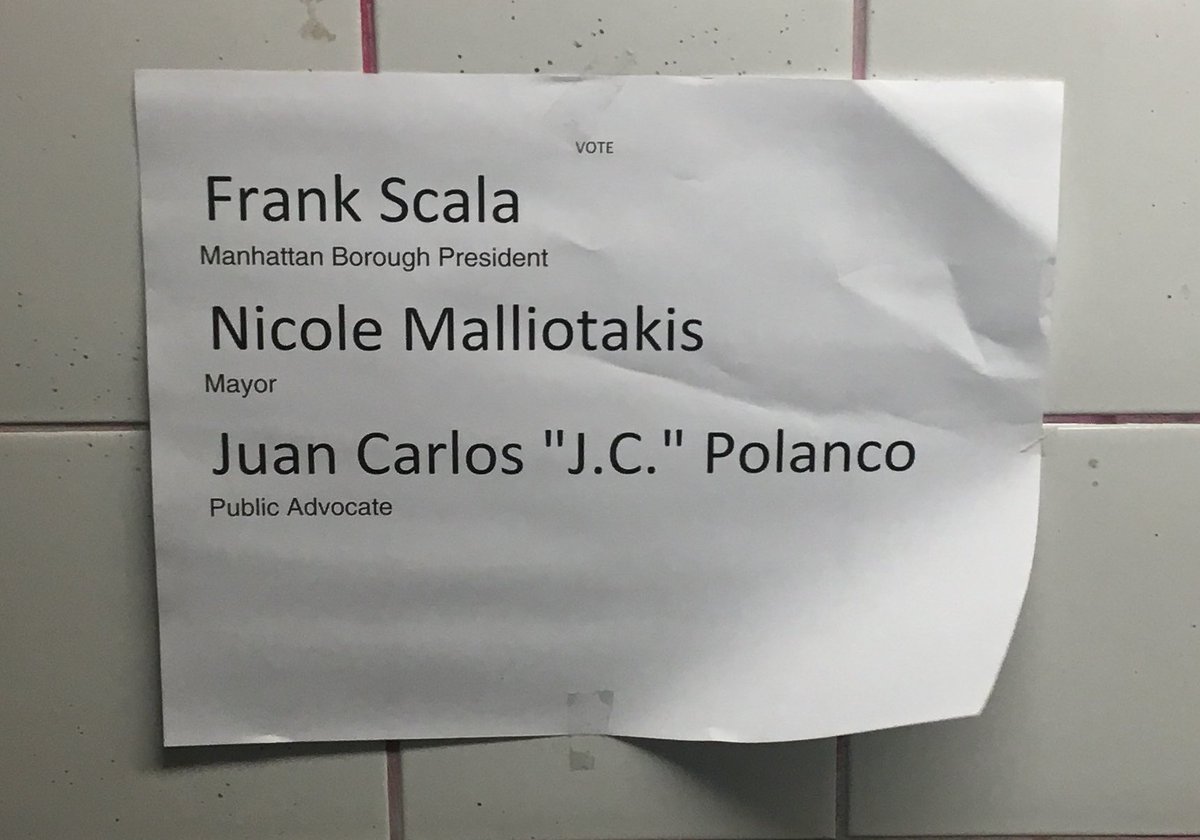 VOTE
Frank Scala
Manhattan Borough President
Nicole Malliotakis
Mayor
Juan Carlos "J.C." Polanco
Public Advocate